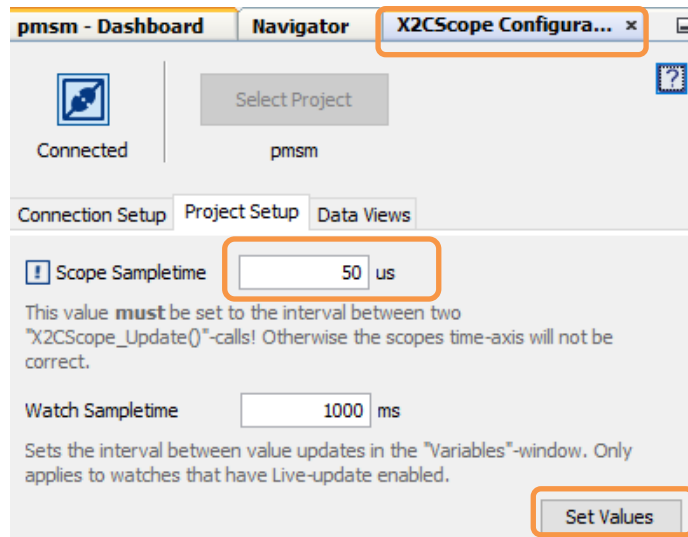 pmsm - Dashboard Navigator X2CScope Configura... ×
Select Project
Connected pmsm
Connection Setup Project Setup Data Views
! Scope Sampletime 50 us
This value must be set to the interval between two
"X2CScope_Update()"-calls! Otherwise the scopes time-axis will not be
correct.
Watch Sampletime 1000 ms
Sets the interval between value updates in the "Variables"-window. Only
applies to watches that have Live-update enabled.
Set Values